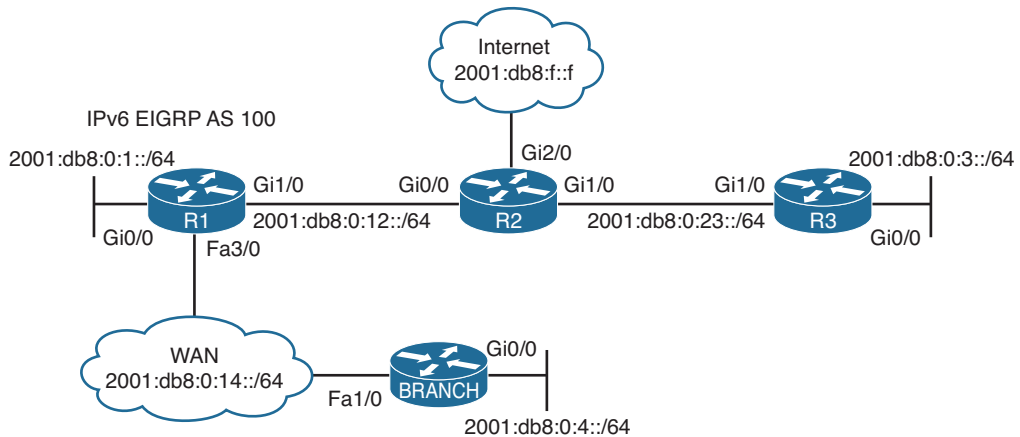 Internet
2001:db8:f::f
IPv6 EIGRP AS 100
2001:db8:0:1::/64
2001:db8:0:3::/64
Gi2/0
Gi1/0
Gi0/0
Gi1/0
Gi1/0
R1
2001:db8:0:12::/64
R2
2001:db8:0:23::/64
R3
Gi0/0
Fa3/0
Gi0/0
WAN
2001:db8:0:14::/64
Gi0/0
BRANCH
Fa1/0
2001:db8:0:4::/64